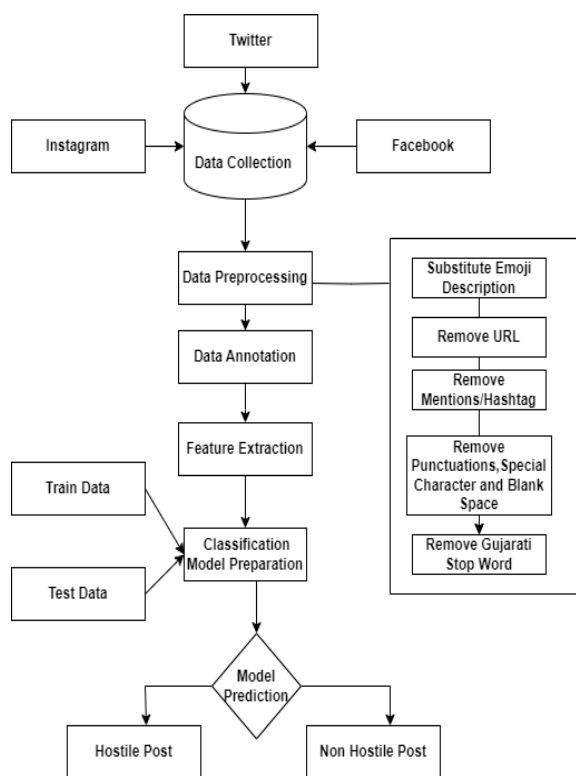 Twitter
Instagram
Data Collection
Facebook
Data Preprocessing
Substitute Emoji
Description
Remove URL
Remove
Mentions/Hashtag
Remove
Punctuations,Special
Character and Blank
Space
Remove Gujarati
Stop Word
Data Annotation
Feature Extraction
Train Data
Test Data
Classification
Model Preparation
Model
Prediction
Hostile Post
Non Hostile Post